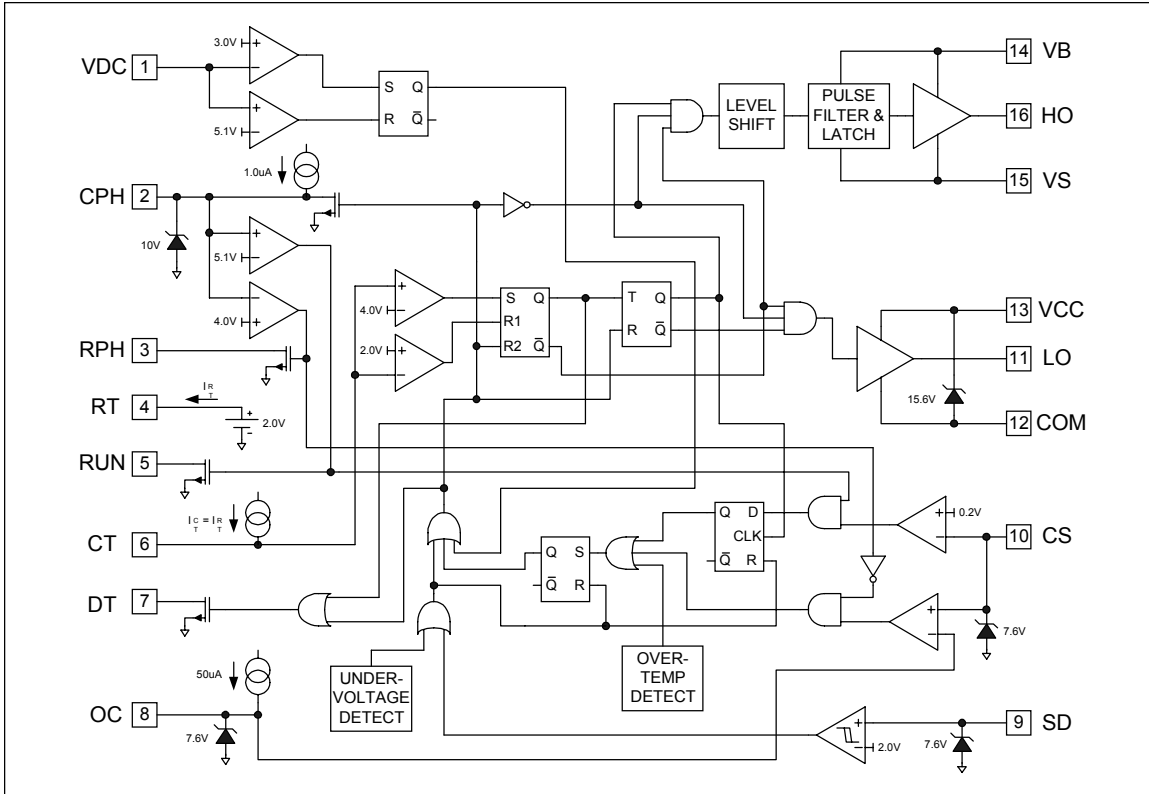 VDC 1
3.0V
5.1V
S Q
R Q̅
CPH 2
1.0uA
10V
5.1V
4.0V
RPH 3
RT 4
I R T
2.0V
RUN 5
CT 6
I C T = I R T
DT 7
OC 8
50uA
7.6V
4.0V
2.0V
S Q
R1
R2 Q̅
T Q
R Q̅
LEVEL
SHIFT
PULSE
FILTER &
LATCH
14 VB
16 HO
15 VS
13 VCC
11 LO
15.6V
12 COM
Q D
CLK
Q̅ R
Q S
Q̅ R
0.2V
10 CS
7.6V
UNDER-
VOLTAGE
DETECT
OVER-
TEMP
DETECT
2.0V
7.6V
9 SD